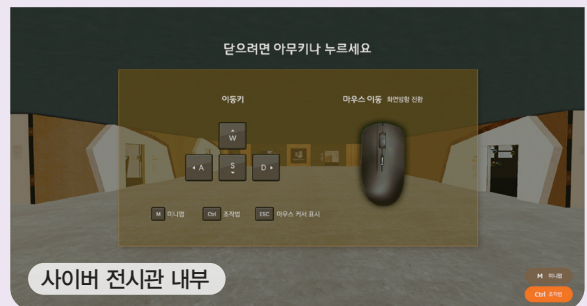 닫으려면 아무키나 누르세요
이동키
마우스 이동 화면방향 전환
W
A S D
M 미니맵 Ctrl 조작법 ESC 마우스 커서 표시
사이버 전시관 내부
M 미니맵
Ctrl 조작법